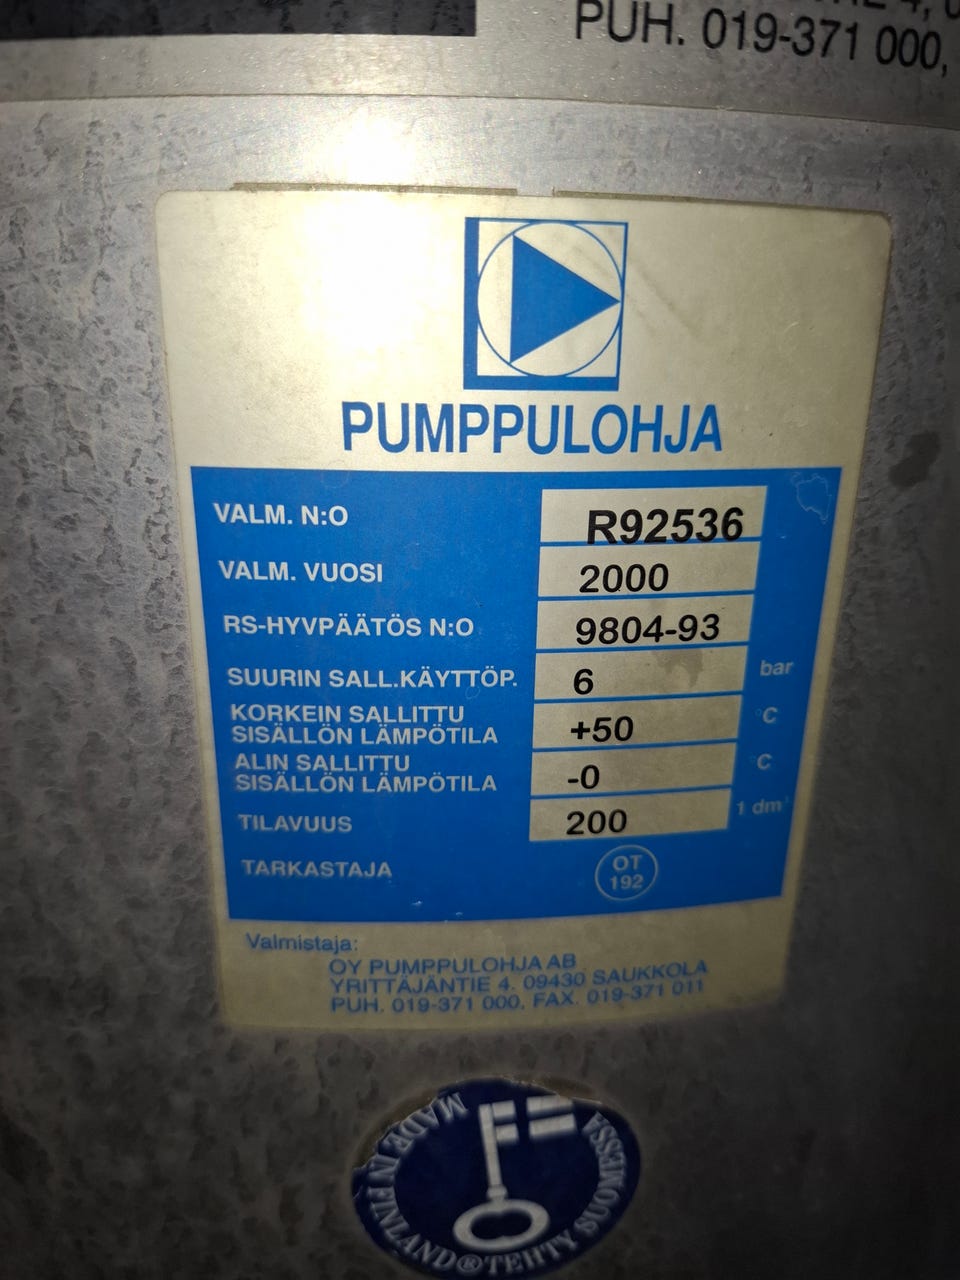 PUH. 019-371 000,
PUMPPULOHJA
VALM. N:O R92536
VALM. VUOSI 2000
RS-HYVPÄÄTÖS N:O 9804-93
SUURIN SALL.KÄYTTÖP. 6 bar
KORKEIN SALLITTU
SISÄLLÖN LÄMPÖTILA +50 °C
ALIN SALLITTU
SISÄLLÖN LÄMPÖTILA -0 °C
TILAVUUS 200 1 dm³
TARKASTAJA OT
192
Valmistaja:
OY PUMPPULOHJA AB
YRITTÄJÄNTIE 4. 09430 SAUKKOLA
PUH. 019-371 000. FAX. 019-371 011
MADE IN FINLAND ® TEHTY SUOMESSA